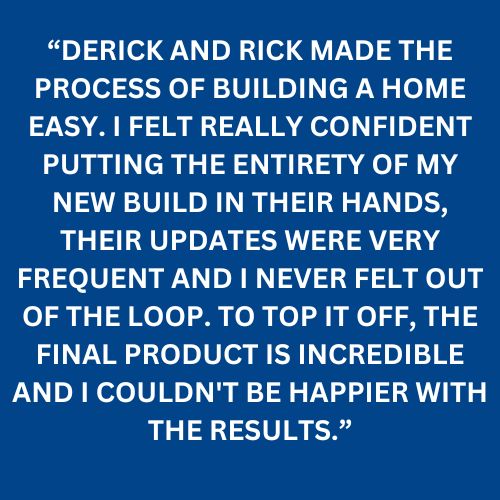 “DERICK AND RICK MADE THE
PROCESS OF BUILDING A HOME
EASY. I FELT REALLY CONFIDENT
PUTTING THE ENTIRETY OF MY
NEW BUILD IN THEIR HANDS,
THEIR UPDATES WERE VERY
FREQUENT AND I NEVER FELT OUT
OF THE LOOP. TO TOP IT OFF, THE
FINAL PRODUCT IS INCREDIBLE
AND I COULDN'T BE HAPPIER WITH
THE RESULTS.”